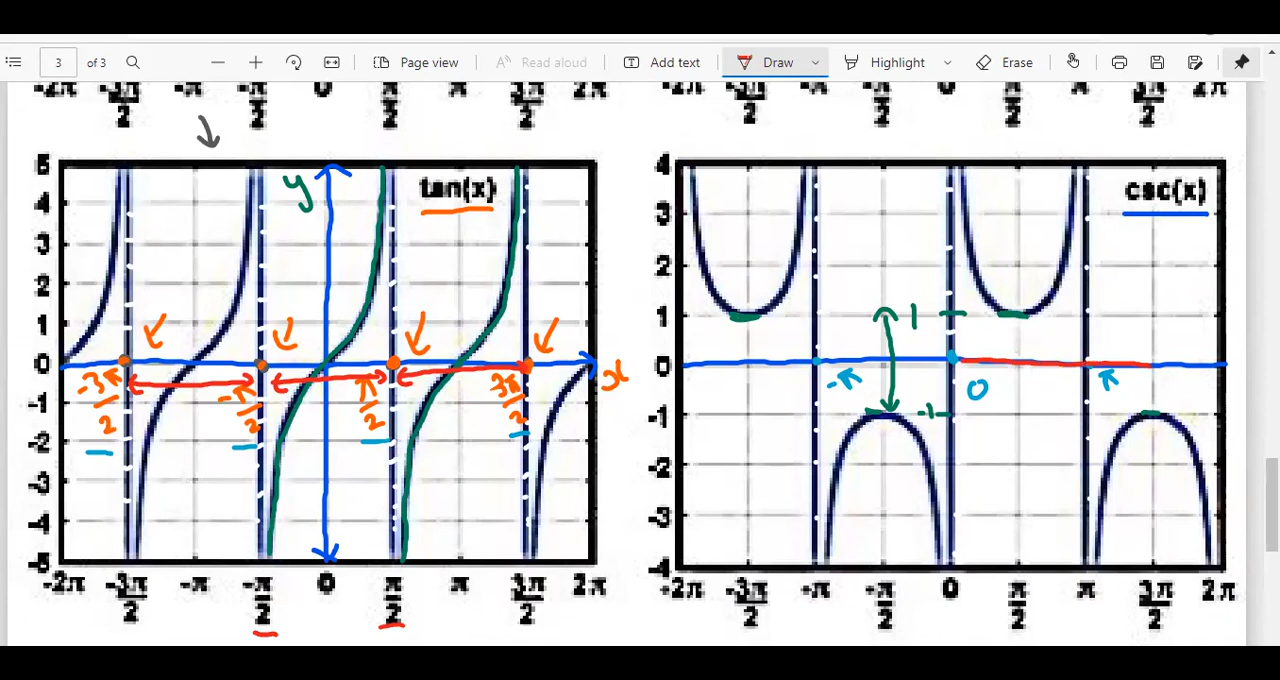 3 of 3 Page view Read aloud Add text Draw Highlight Erase
-2π -3π/2 -π -π/2 0 π/2 π 3π/2 2π
-2π -3π/2 -π -π/2 0 π/2 π 3π/2 2π
5
4
3
2
1
0
-1
-2
-3
-4
-5
y
tan(x)
x
-3π/2 -π/2 π/2 3π/2
-2π -3π/2 -π -π/2 0 π/2 π 3π/2 2π
4
3
2
1
0
-1
-2
-3
-4
csc(x)
1
-π 0 π
-1
-2π -3π/2 -π -π/2 0 π/2 π 3π/2 2π